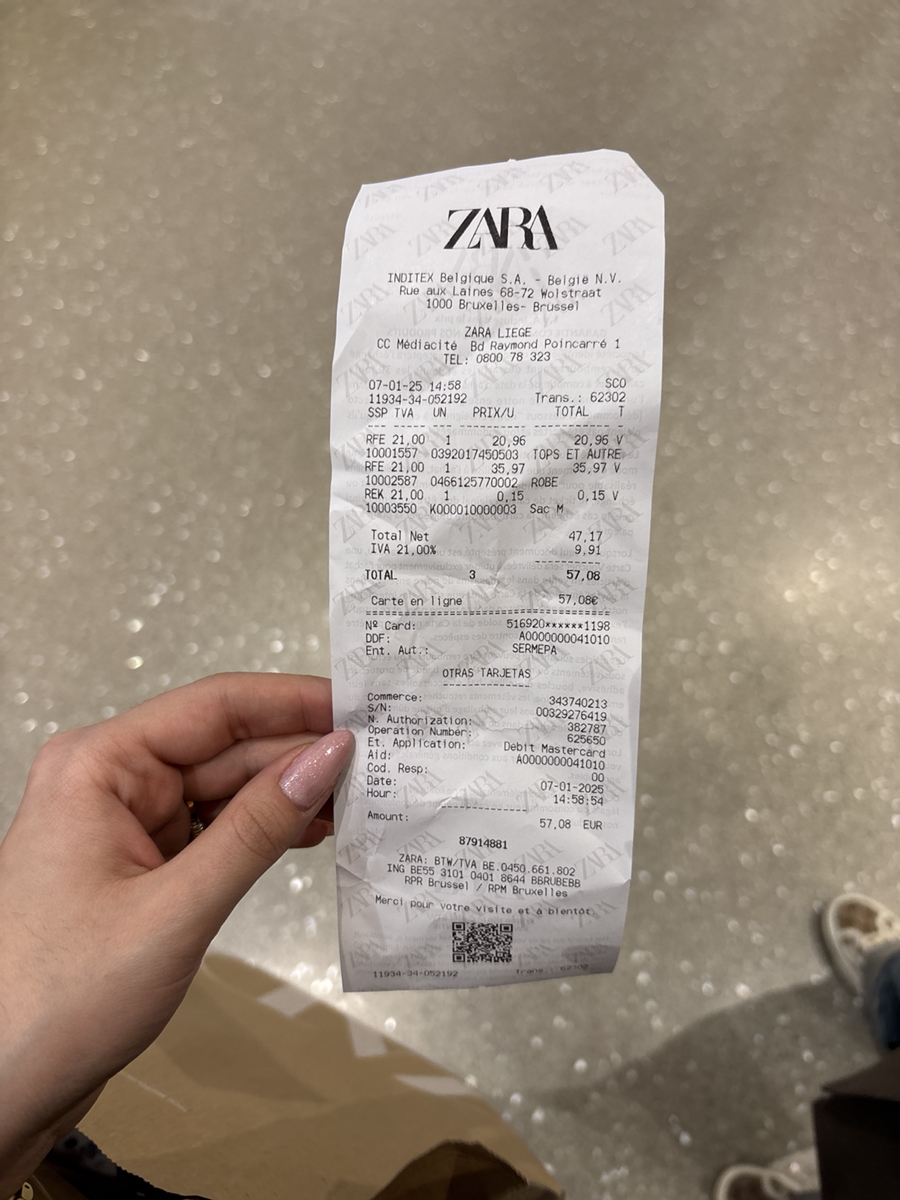 ZARA
INDITEX Belgique S.A. - België N.V.
Rue aux Laines 68-72 Wolstraat
1000 Bruxelles- Brussel
ZARA LIEGE
CC Médiacité Bd Raymond Poincarré 1
TEL: 0800 78 323
07-01-25 14:58 SCO
11934-34-052192 Trans.: 62302
SSP TVA UN PRIX/U TOTAL T
RFE 21,00 1 20,96 20,96 V
10001557 0392017450503 TOPS ET AUTRE
RFE 21,00 1 35,97 35,97 V
10002587 0466125770002 ROBE
REK 21,00 1 0,15 0,15 V
10003550 K000010000003 Sac M
Total Net 47,17
IVA 21,00% 9,91
TOTAL 3 57,08
Carte en ligne 57,08€
Nº Card: 516920******1198
DDF: A0000000041010
Ent. Aut.: SERMEPA
OTRAS TARJETAS
Commerce: 343740213
S/N: 00329276419
N. Authorization: 382787
Operation Number: 625650
Et. Application: Debit Mastercard
Aid: A0000000041010
Cod. Resp: 00
Date: 07-01-2025
Hour: 14:58:54
Amount: 57,08 EUR
87914881
ZARA: BTW/TVA BE.0450.661.802
ING BE55 3101 0401 8644 BBRUBEBB
RPR Brussel / RPM Bruxelles
Merci pour votre visite et à bientôt.
11934-34-052192 Trans.: 62302